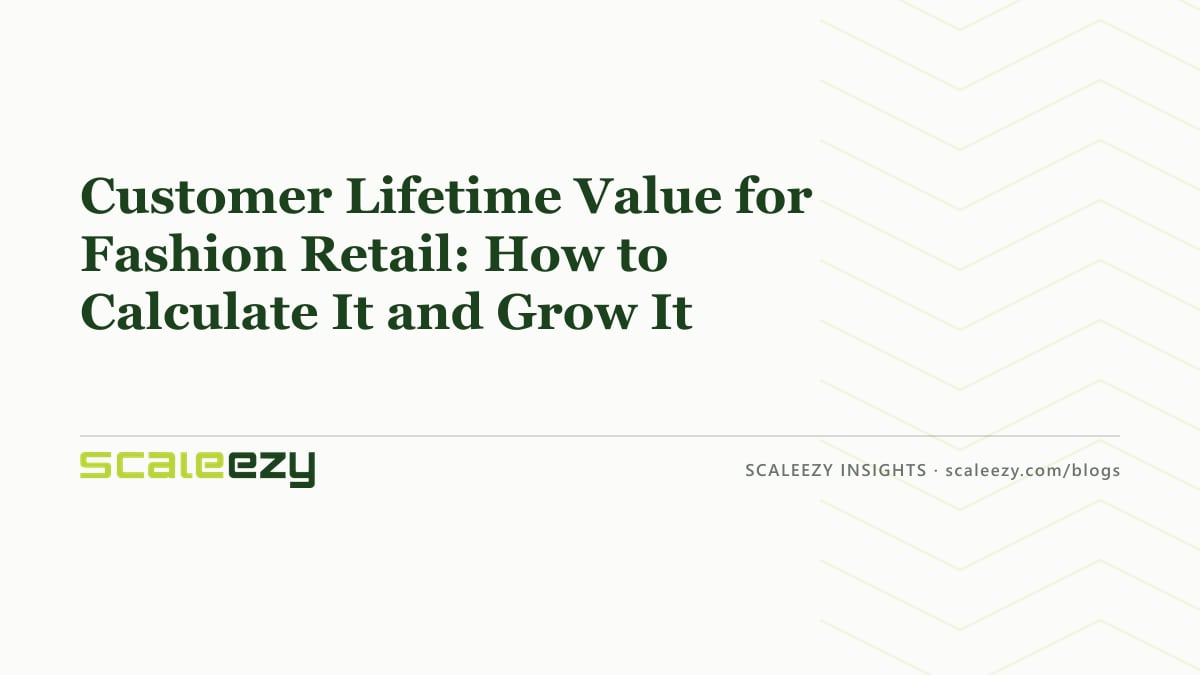 Customer Lifetime Value for
Fashion Retail: How to
Calculate It and Grow It
scaleezy
SCALEEZY INSIGHTS · scaleezy.com/blogs